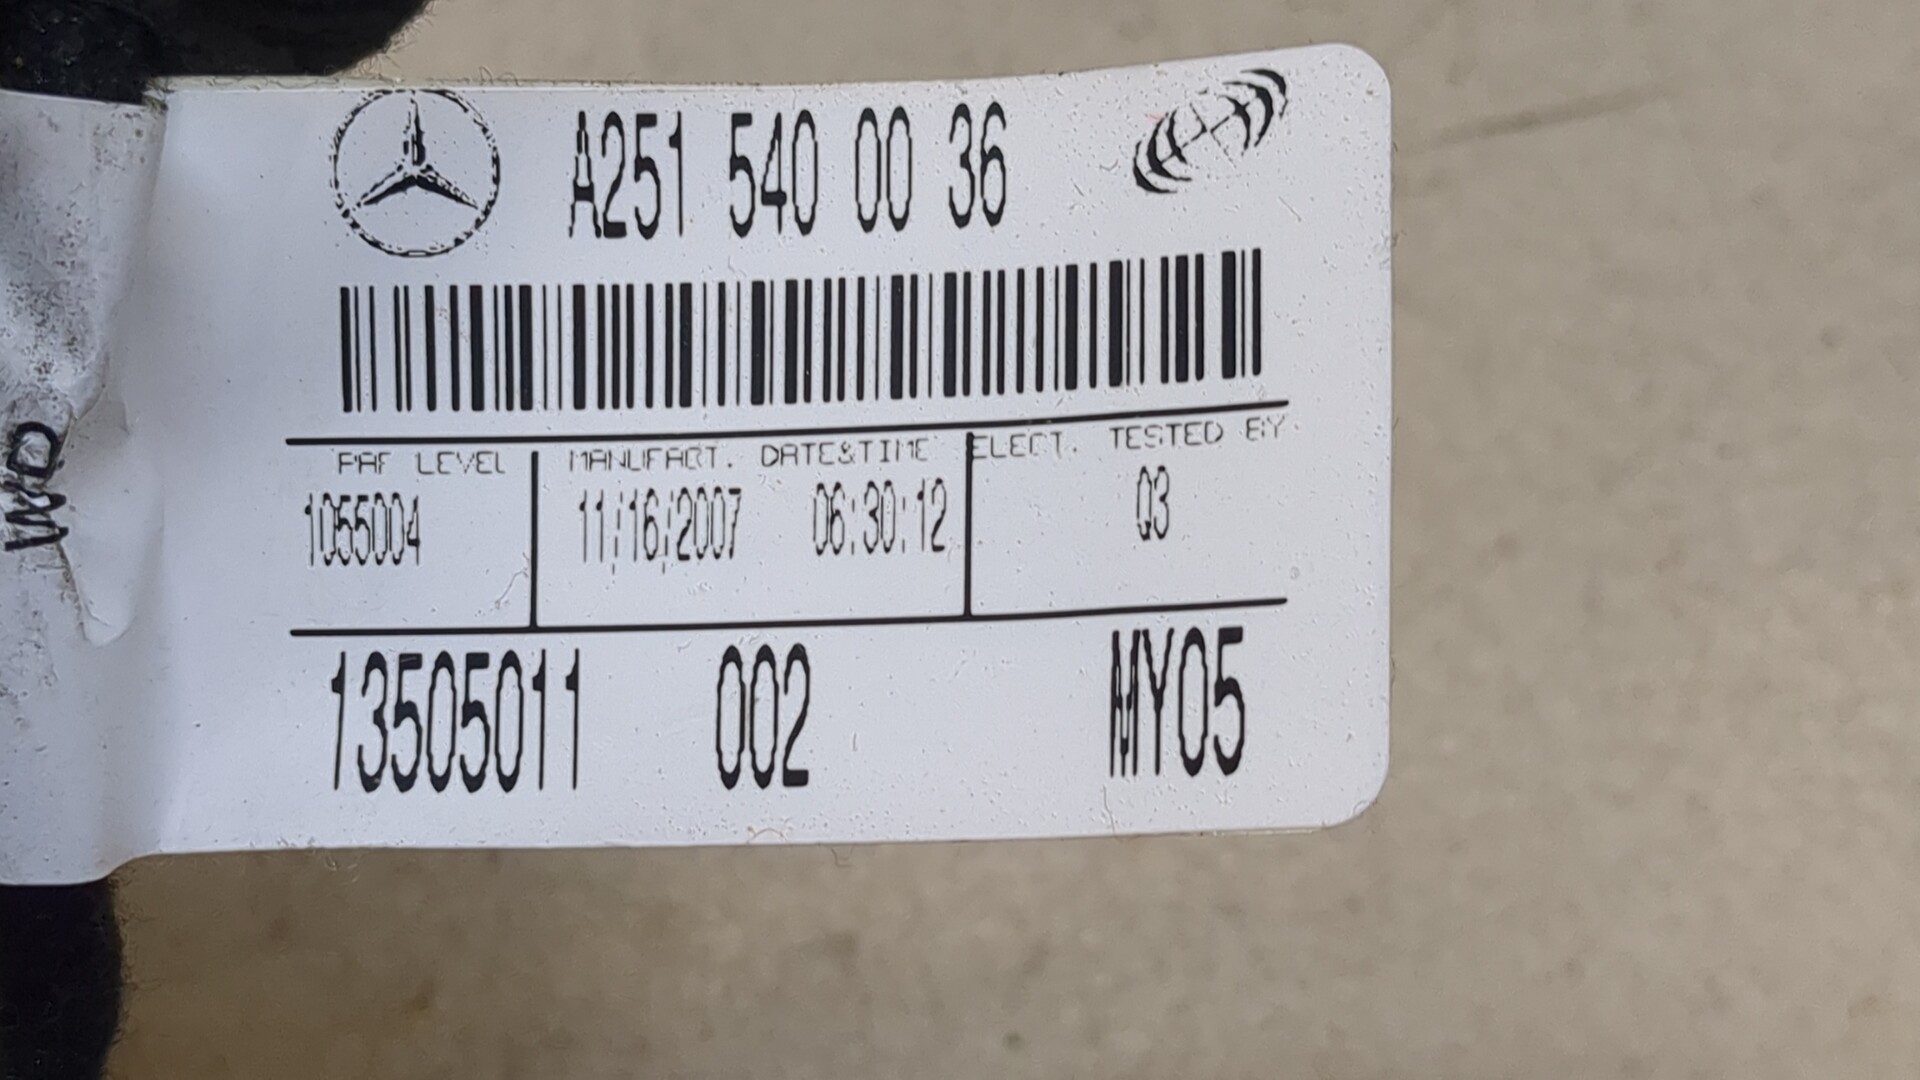 A251 540 00 36
PAF LEVEL MANUFACT. DATE&TIME ELECT. TESTED BY
1055004 11/16/2007 06:30:12 Q3
13505011 002 MY05